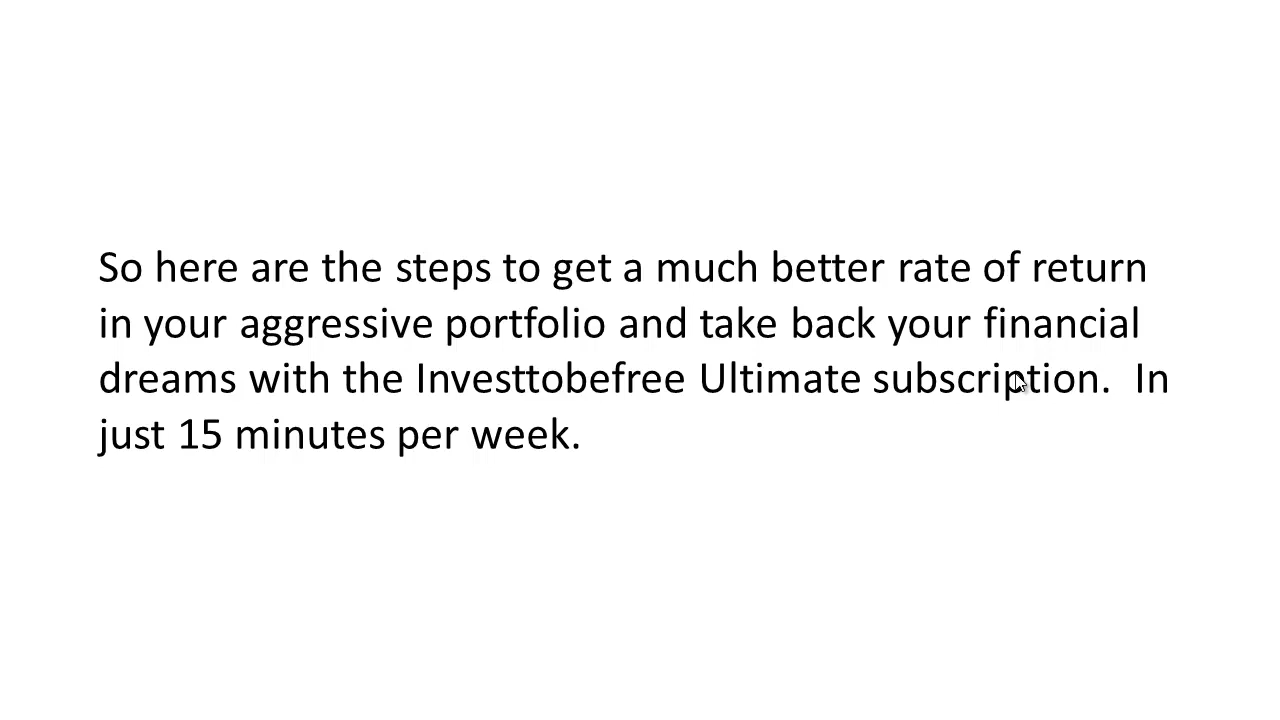 So here are the steps to get a much better rate of return
in your aggressive portfolio and take back your financial
dreams with the Investtobefree Ultimate subscription.  In
just 15 minutes per week.